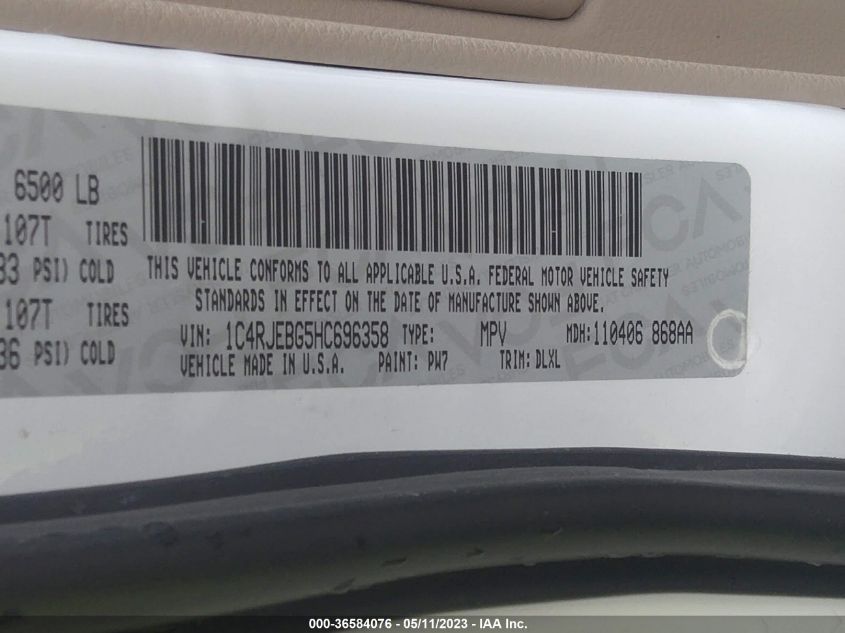 6500 LB
107T TIRES
33 PSI) COLD
107T TIRES
36 PSI) COLD
THIS VEHICLE CONFORMS TO ALL APPLICABLE U.S.A. FEDERAL MOTOR VEHICLE SAFETY
STANDARDS IN EFFECT ON THE DATE OF MANUFACTURE SHOWN ABOVE.
VIN: 1C4RJEBG5HC696358 TYPE: MPV MDH: 110406 868AA
VEHICLE MADE IN U.S.A. PAINT: PW7 TRIM: DLXL
000-36584076 - 05/11/2023 - IAA Inc.